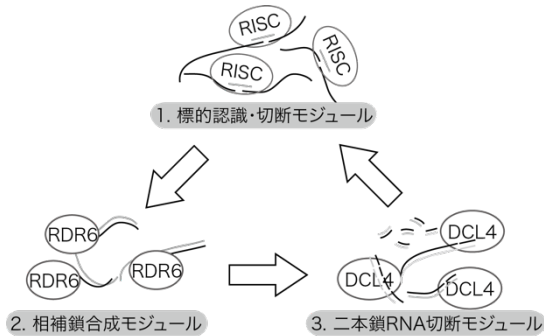 RISC
RISC
RISC
1. 標的認識・切断モジュール
RDR6
RDR6
RDR6
2. 相補鎖合成モジュール
DCL4
DCL4
DCL4
3. 二本鎖RNA切断モジュール